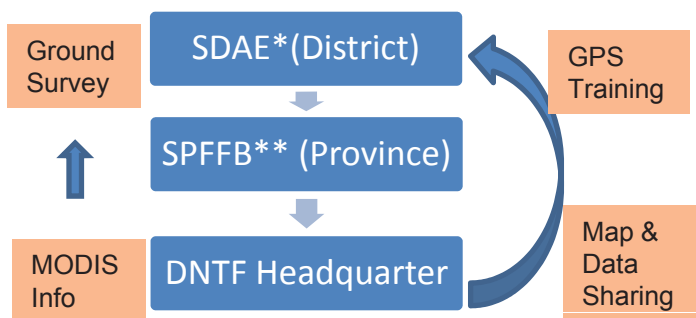 Ground
Survey
SDAE*(District)
GPS
Training
SPFFB** (Province)
MODIS
Info
DNTF Headquarter
Map &
Data
Sharing